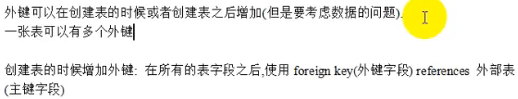 外键可以在创建表的时候或者创建表之后增加(但是要考虑数据的问题).
一张表可以有多个外键
创建表的时候增加外键: 在所有的表字段之后,使用 foreign key(外键字段) references 外部表
(主键字段)